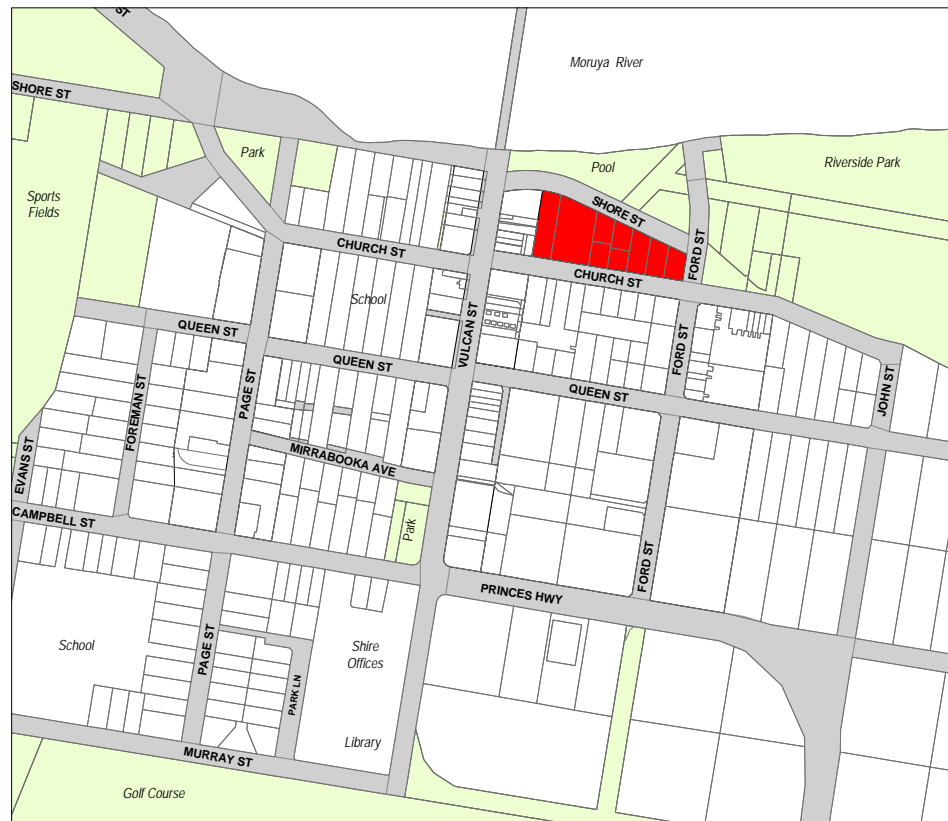 ST
Moruya River
SHORE ST
Park
Pool
Riverside Park
Sports
Fields
SHORE ST
CHURCH ST
FORD ST
CHURCH ST
School
QUEEN ST
VULCAN ST
FORD ST
QUEEN ST
QUEEN ST
JOHN ST
PAGE ST
FOREMAN ST
MIRRABOOKA AVE
EVANS ST
CAMPBELL ST
Park
FORD ST
PRINCES HWY
School
PAGE ST
Shire
Offices
PARK LN
Library
MURRAY ST
Golf Course